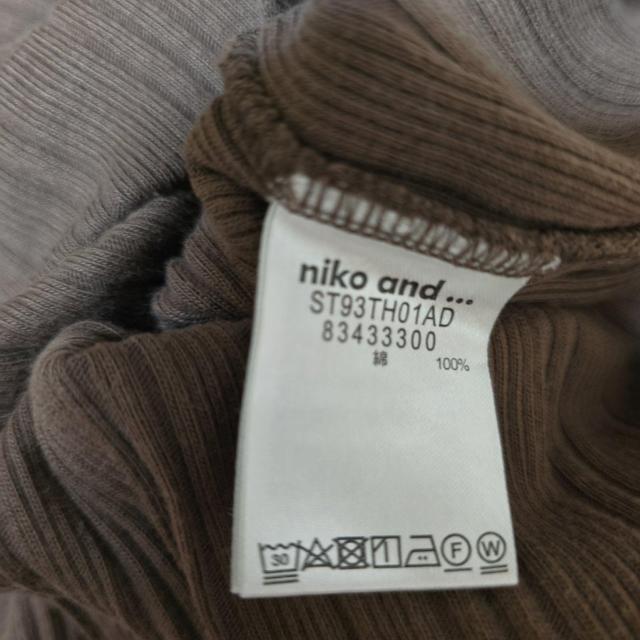 niko and...
ST93TH01AD
83433300
綿 100%
30 F W